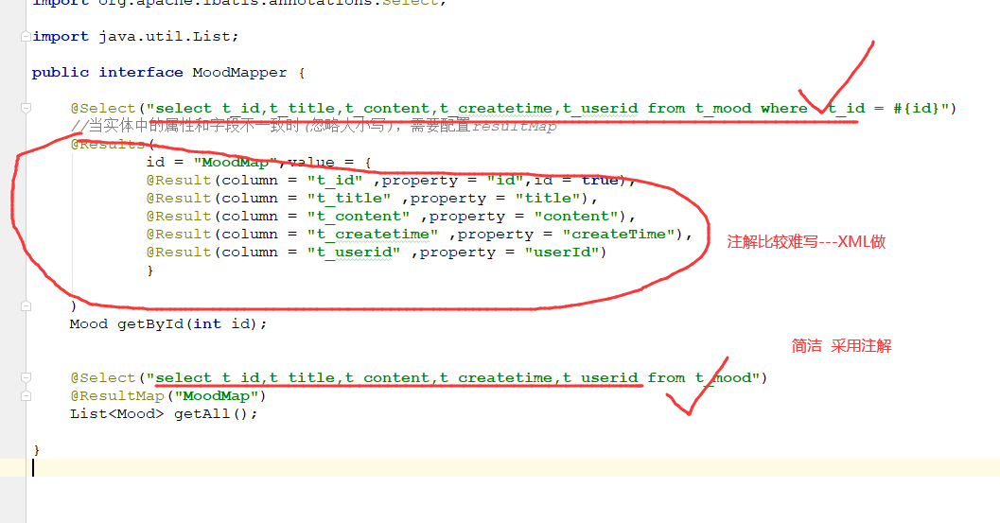 import org.apache.ibatis.annotations.Select;
import java.util.List;
public interface MoodMapper {
@Select("select t_id,t_title,t_content,t_createtime,t_userid from t_mood where t_id = #{id}")
//当实体中的属性和字段不一致时(忽略大小写)，需要配置resultMap
@Results(
id = "MoodMap",value = {
@Result(column = "t_id" ,property = "id",id = true),
@Result(column = "t_title" ,property = "title"),
@Result(column = "t_content" ,property = "content"),
@Result(column = "t_createtime" ,property = "createTime"),
注解比较难写---XML做
@Result(column = "t_userid" ,property = "userId")
}
)
Mood getById(int id);
简洁 采用注解
@Select("select t_id,t_title,t_content,t_createtime,t_userid from t_mood")
@ResultMap("MoodMap")
List<Mood> getAll();
}